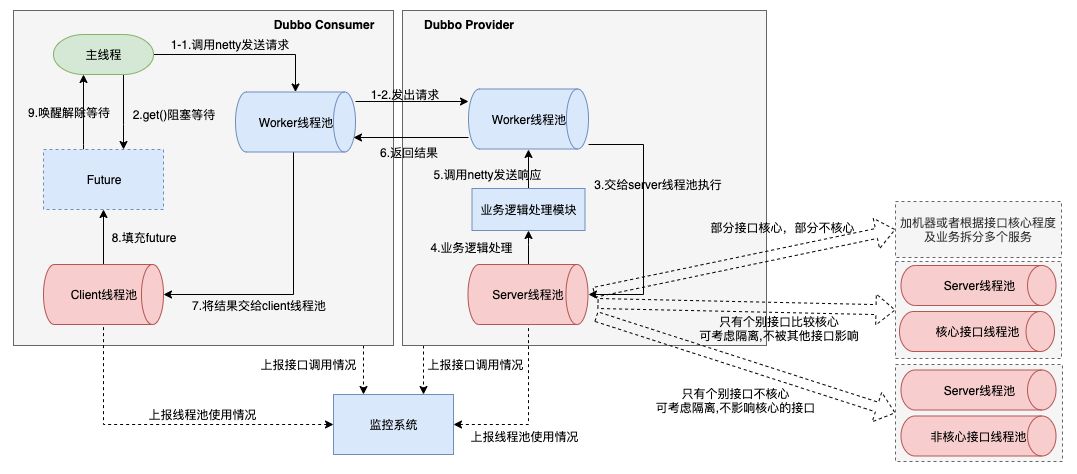 Dubbo Consumer
Dubbo Provider
主线程
1-1.调用netty发送请求
Worker线程池
1-2.发出请求
Worker线程池
9.唤醒解除等待
2.get()阻塞等待
6.返回结果
Future
5.调用netty发送响应
3.交给server线程池执行
业务逻辑处理模块
8.填充future
4.业务逻辑处理
Client线程池
7.将结果交给client线程池
Server线程池
部分接口核心，部分不核心
加机器或者根据接口核心程度
及业务拆分多个服务
只有个别接口比较核心
可考虑隔离,不被其他接口影响
Server线程池
核心接口线程池
只有个别接口不核心
可考虑隔离,不影响核心的接口
Server线程池
非核心接口线程池
上报接口调用情况
上报接口调用情况
上报线程池使用情况
监控系统
上报线程池使用情况